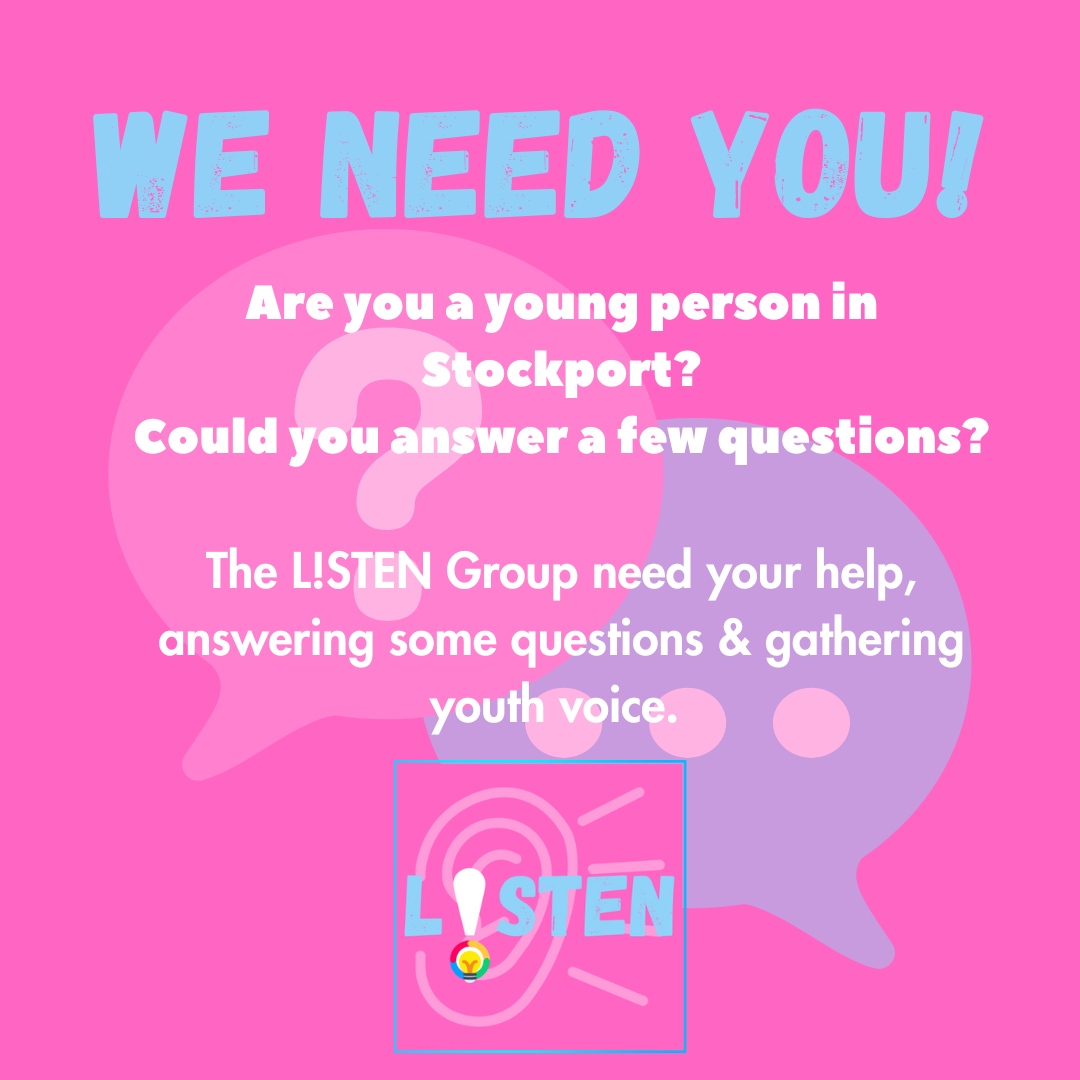 WE NEED YOU!
Are you a young person in
Stockport?
Could you answer a few questions?
The L!STEN Group need your help,
answering some questions & gathering
youth voice.
L!STEN